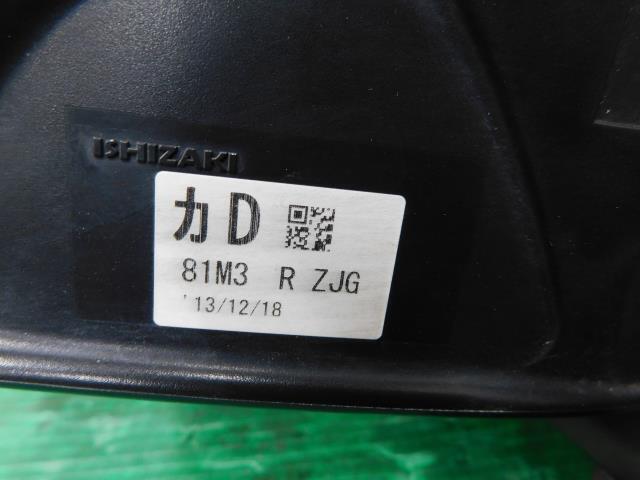 ISHIZAKI
カD
81M3 R ZJG
'13/12/18